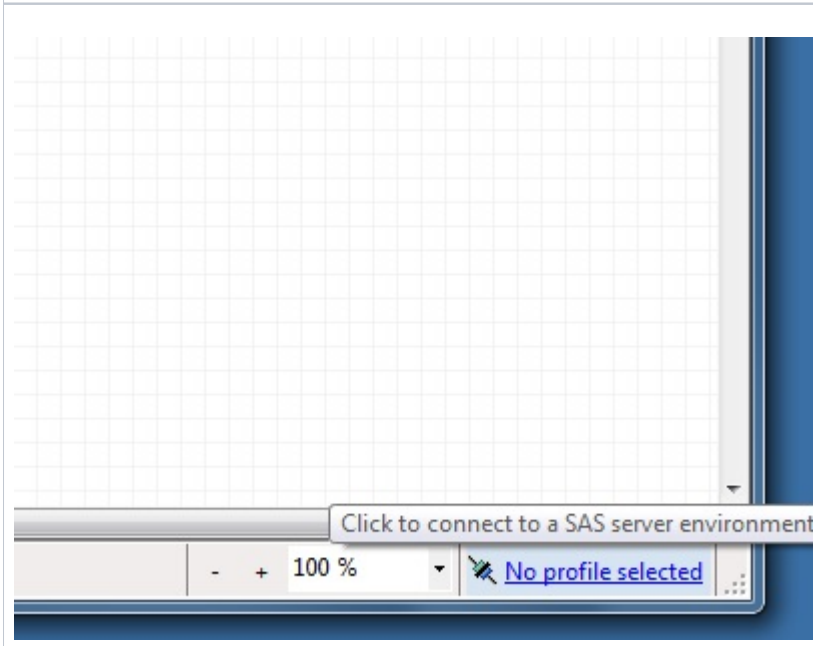 Click to connect to a SAS server environment
- + 100 % No profile selected